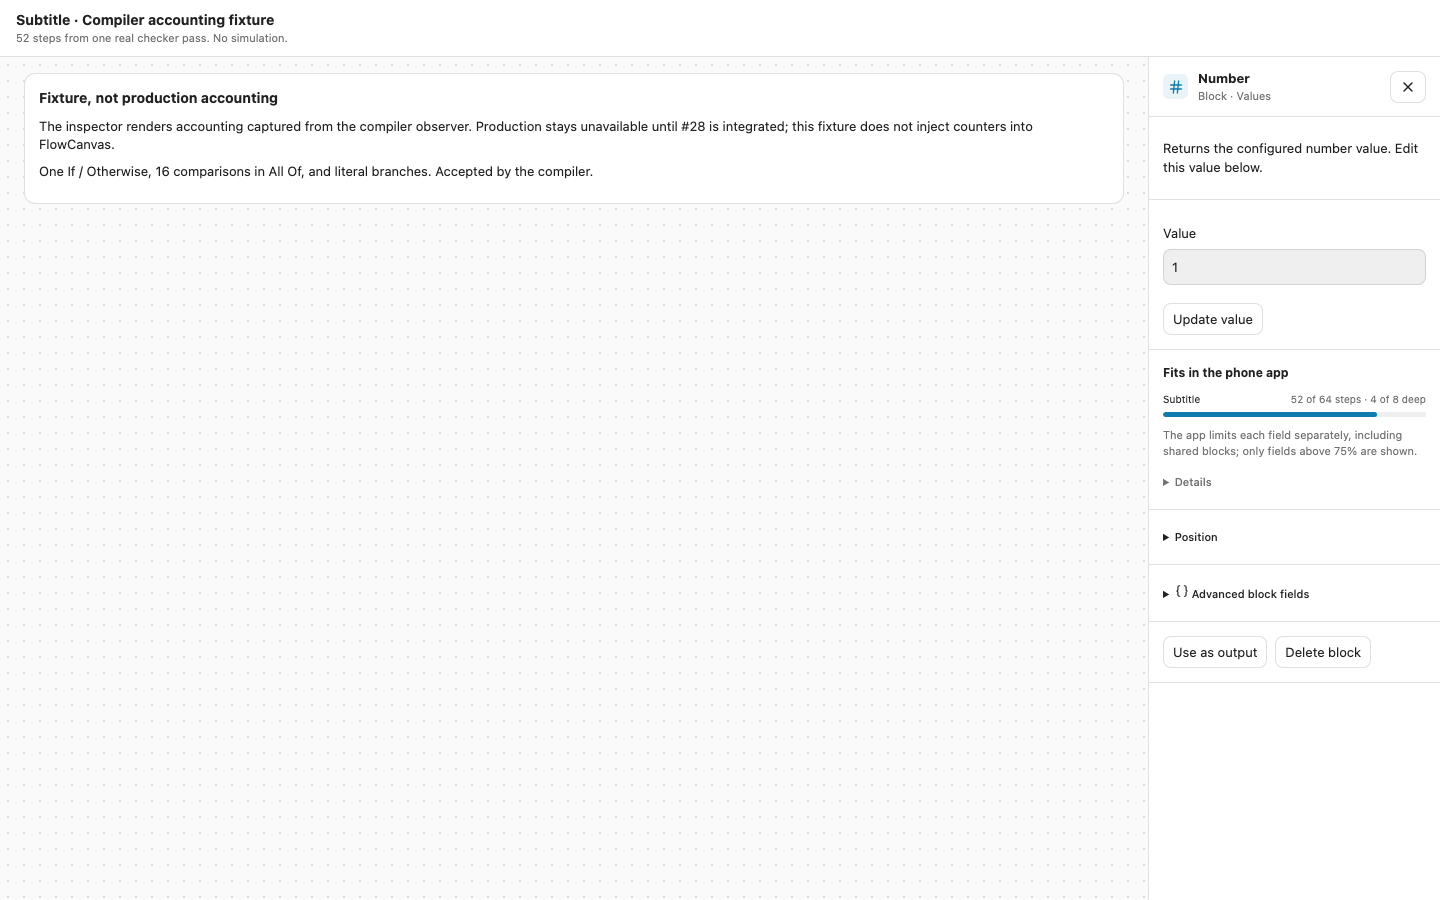 Subtitle · Compiler accounting fixture
52 steps from one real checker pass. No simulation.
Fixture, not production accounting
The inspector renders accounting captured from the compiler observer. Production stays unavailable until #28 is integrated; this fixture does not inject counters into
FlowCanvas.
One If / Otherwise, 16 comparisons in All Of, and literal branches. Accepted by the compiler.
Number
Block · Values
Returns the configured number value. Edit
this value below.
Value
1
Update value
Fits in the phone app
Subtitle
52 of 64 steps · 4 of 8 deep
The app limits each field separately, including
shared blocks; only fields above 75% are shown.
Details
Position
{ } Advanced block fields
Use as output
Delete block